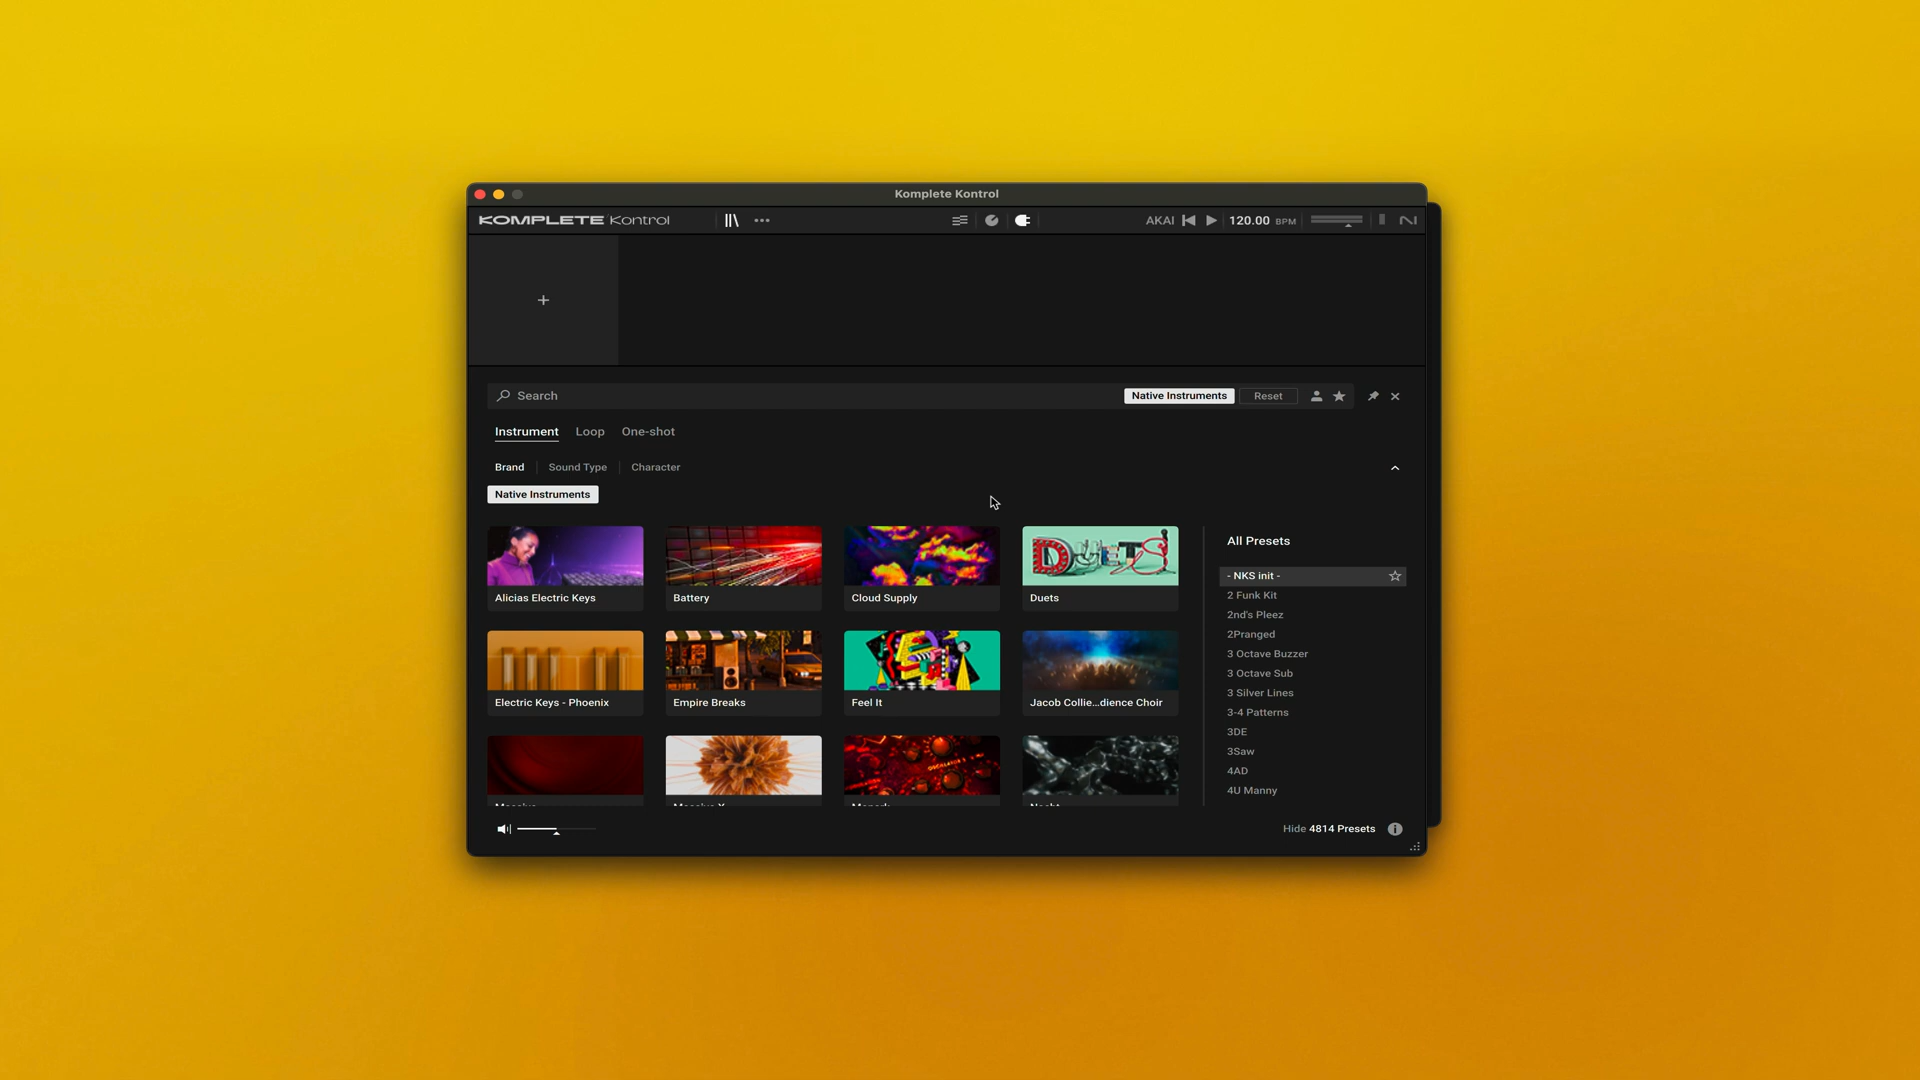 Komplete Kontrol
KOMPLETE Kontrol
AKAI
120.00 BPM
Search
Native Instruments
Reset
Instrument
Loop
One-shot
Brand
Sound Type
Character
Native Instruments
Alicias Electric Keys
Battery
Cloud Supply
DUETS
Duets
Electric Keys - Phoenix
Empire Breaks
Feel It
Jacob Collie...dience Choir
Massive X
All Presets
- NKS init -
2 Funk Kit
2nd's Pleez
2Pranged
3 Octave Buzzer
3 Octave Sub
3 Silver Lines
3-4 Patterns
3DE
3Saw
4AD
4U Manny
Hide 4814 Presets